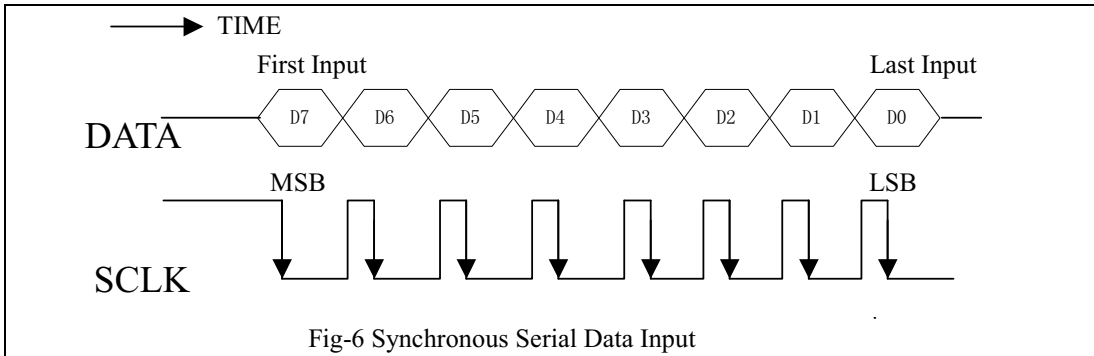 TIME
First Input Last Input
DATA D7 D6 D5 D4 D3 D2 D1 D0
MSB LSB
SCLK
Fig-6 Synchronous Serial Data Input